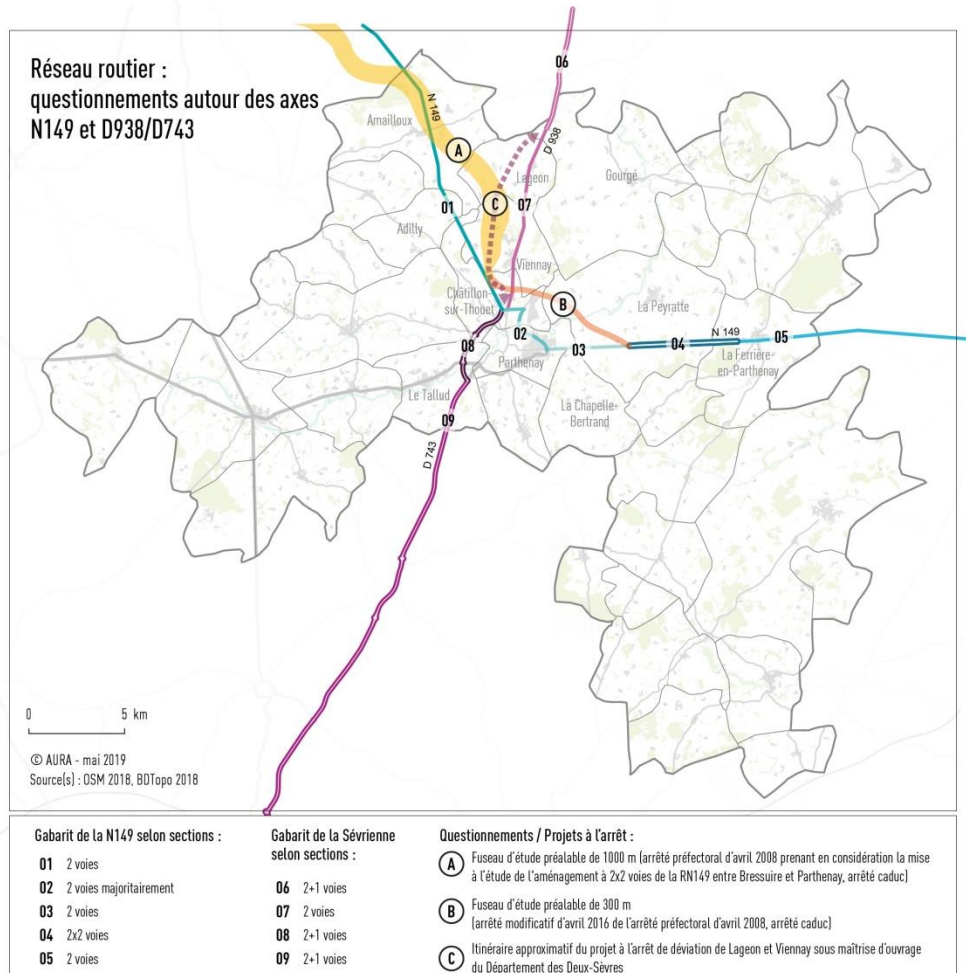 Réseau routier :
questionnements autour des axes
N149 et D938/D743
06
N 149
D 938
Amailloux
A
Lageon
Gourgé
C
01
07
Adilly
Viennay
Châtillon-
sur-Thouet
B
La Peyratte
02
N 149
03
04
05
08
Parthenay
La Ferrière-
en-Parthenay
Le Tallud
La Chapelle-
Bertrand
09
D 743
0 5 km
© AURA - mai 2019
Source(s) : OSM 2018, BDTopo 2018
Gabarit de la N149 selon sections :
01 2 voies
02 2 voies majoritairement
03 2 voies
04 2x2 voies
05 2 voies
Gabarit de la Sévrienne
selon sections :
06 2+1 voies
07 2 voies
08 2+1 voies
09 2+1 voies
Questionnements / Projets à l'arrêt :
A Fuseau d'étude préalable de 1000 m (arrêté préfectoral d'avril 2008 prenant en considération la mise
à l'étude de l'aménagement à 2x2 voies de la RN149 entre Bressuire et Parthenay, arrêté caduc)
B Fuseau d'étude préalable de 300 m
(arrêté modificatif d'avril 2016 de l'arrêté préfectoral d'avril 2008, arrêté caduc)
C Itinéraire approximatif du projet à l'arrêt de déviation de Lageon et Viennay sous maîtrise d'ouvrage
du Département des Deux-Sèvres